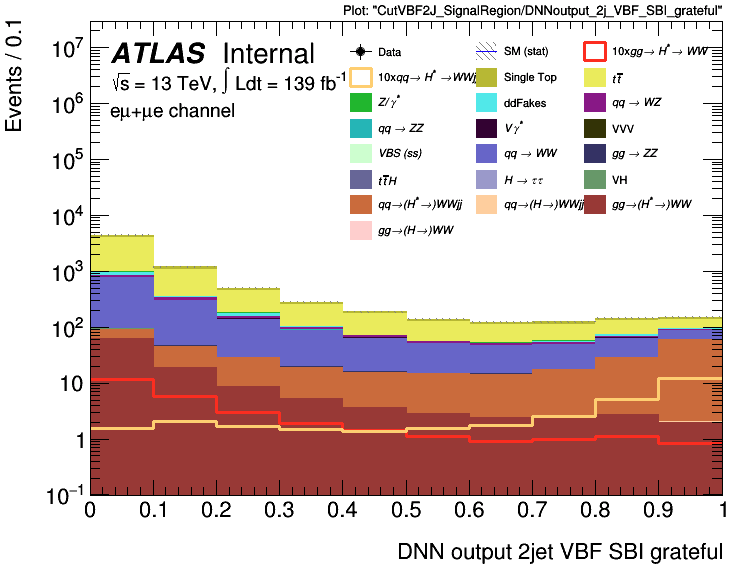 Plot: "CutVBF2J_SignalRegion/DNNoutput_2j_VBF_SBI_grateful"
Events / 0.1
ATLAS Internal
√s = 13 TeV, ∫ Ldt = 139 fb⁻¹
eμ+μe channel
Data
SM (stat)
10xgg→ H* → WW
10xqq→ H* → WWjj
Single Top
tt̅
Z/γ*
ddFakes
qq → WZ
qq → ZZ
Vγ*
VVV
VBS (ss)
qq → WW
gg → ZZ
tt̅H
H → ττ
VH
qq→(H*→)WWjj
qq→(H→)WWjj
gg→(H*→)WW
gg→(H→)WW
10⁷
10⁶
10⁵
10⁴
10³
10²
10
1
10⁻¹
0 0.1 0.2 0.3 0.4 0.5 0.6 0.7 0.8 0.9 1
DNN output 2jet VBF SBI grateful